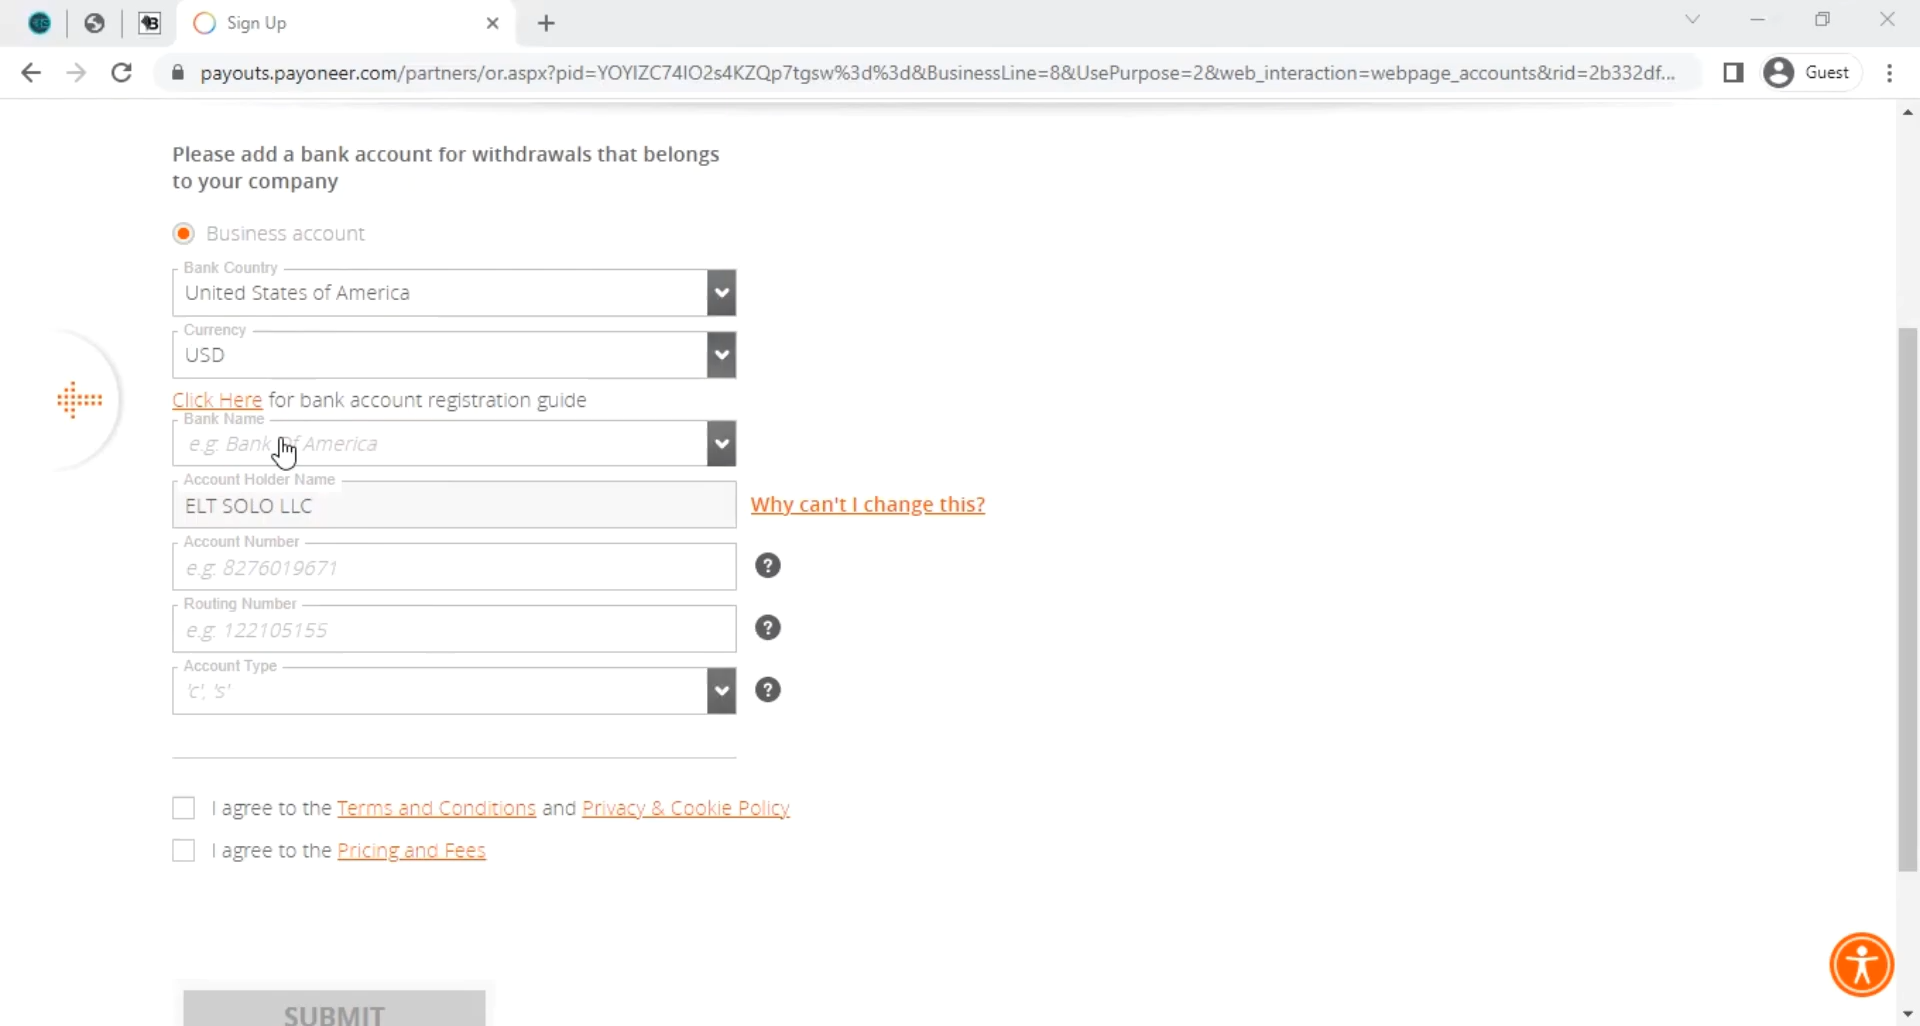 Sign Up
payouts.payoneer.com/partners/or.aspx?pid=YOYIZC74IO2s4KZQp7tgsw%3d%3d&BusinessLine=8&UsePurpose=2&web_interaction=webpage_accounts&rid=2b332df...
Guest
Please add a bank account for withdrawals that belongs
to your company
Business account
Bank Country
United States of America
Currency
USD
Click Here for bank account registration guide
Bank Name
e.g. Bank Of America
Account Holder Name
ELT SOLO LLC
Why can't I change this?
Account Number
e.g. 8276019671
?
Routing Number
e.g. 122105155
?
Account Type
'c', 's'
?
I agree to the Terms and Conditions and Privacy & Cookie Policy
I agree to the Pricing and Fees
SUBMIT